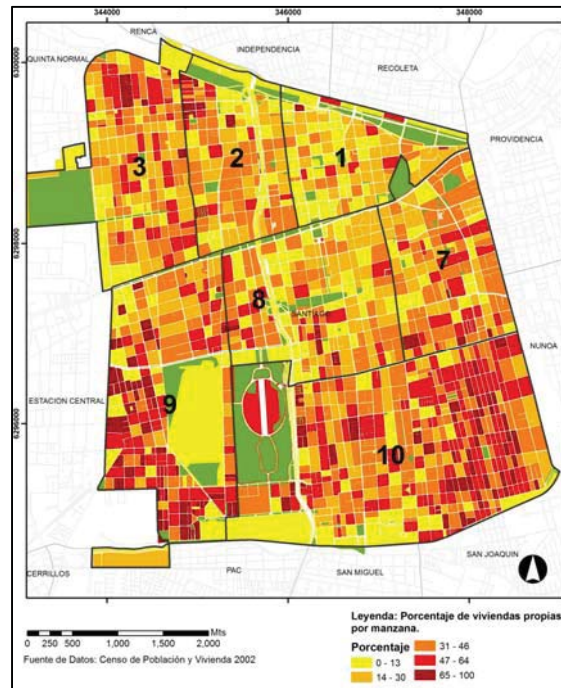 344000 346000 348000
RENCA
INDEPENDENCIA
QUINTA NORMAL
RECOLETA
6300000
PROVIDENCIA
3 2 1
6298000
7
8
SANTIAGO
ÑUÑOA
ESTACION CENTRAL
9
6296000
10
SAN JOAQUIN
CERRILLOS PAC SAN MIGUEL
Mts
0 250 500 1,000 1,500 2,000
Fuente de Datos: Censo de Población y Vivienda 2002
Leyenda: Porcentaje de viviendas propias
por manzana.
Porcentaje
0 - 13
14 - 30
31 - 46
47 - 64
65 - 100